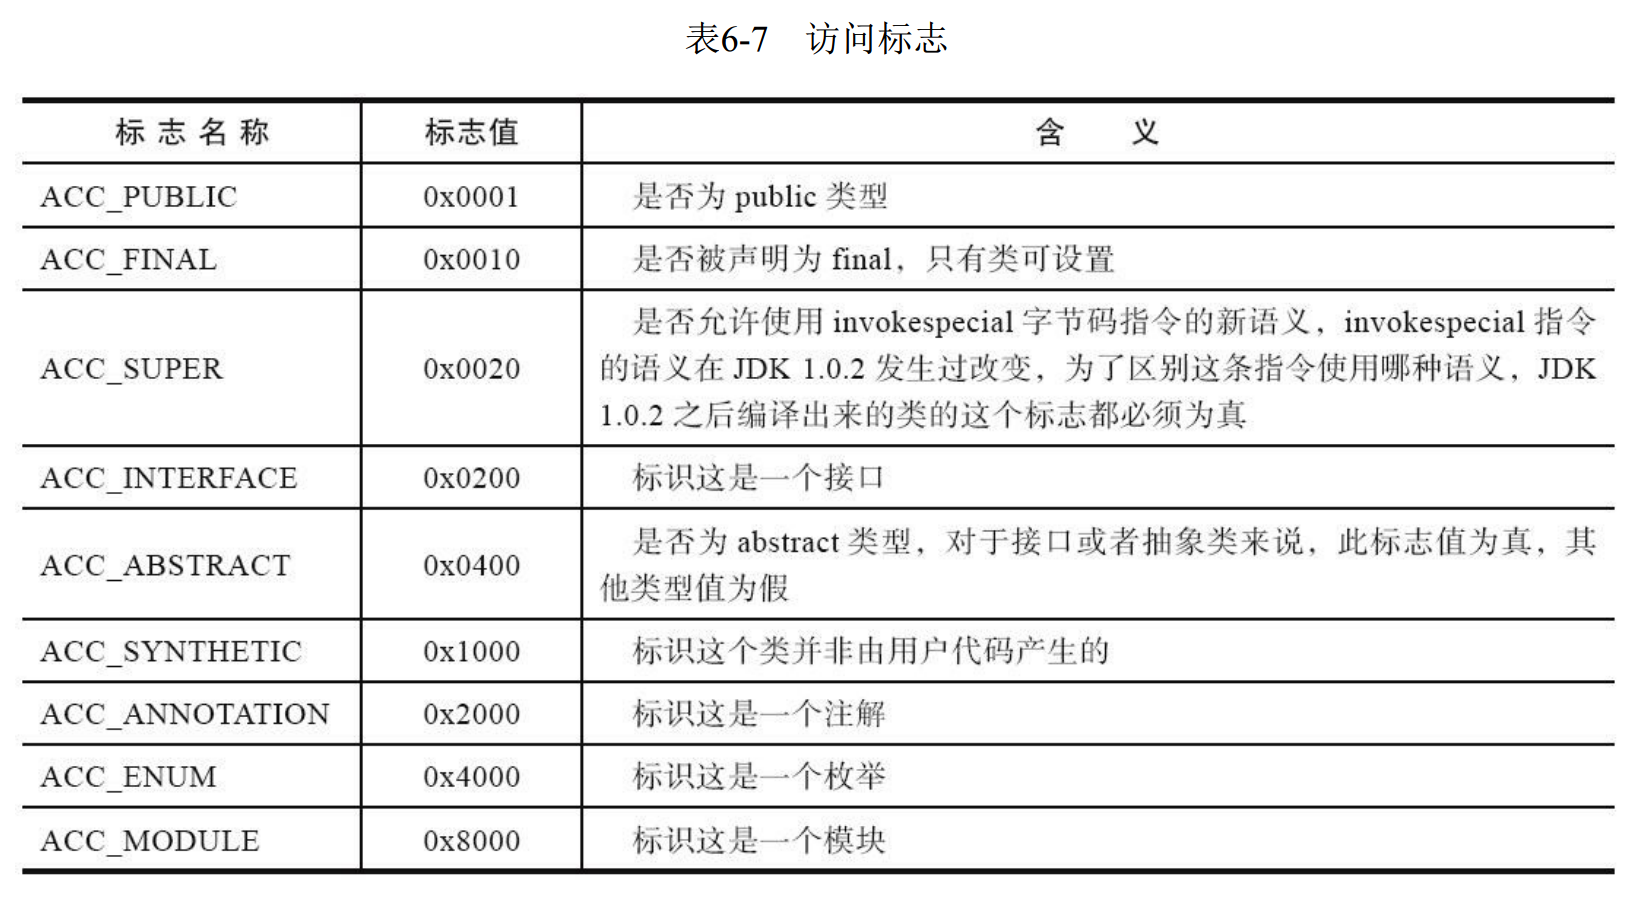 表6-7 访问标志
标志名称 标志值 含 义
ACC_PUBLIC 0x0001 是否为 public 类型
ACC_FINAL 0x0010 是否被声明为 final，只有类可设置
是否允许使用 invokespecial 字节码指令的新语义，invokespecial 指令
ACC_SUPER 0x0020 的语义在 JDK 1.0.2 发生过改变，为了区别这条指令使用哪种语义，JDK
1.0.2 之后编译出来的类的这个标志都必须为真
ACC_INTERFACE 0x0200 标识这是一个接口
ACC_ABSTRACT 0x0400 是否为 abstract 类型，对于接口或者抽象类来说，此标志值为真，其
他类型值为假
ACC_SYNTHETIC 0x1000 标识这个类并非由用户代码产生的
ACC_ANNOTATION 0x2000 标识这是一个注解
ACC_ENUM 0x4000 标识这是一个枚举
ACC_MODULE 0x8000 标识这是一个模块